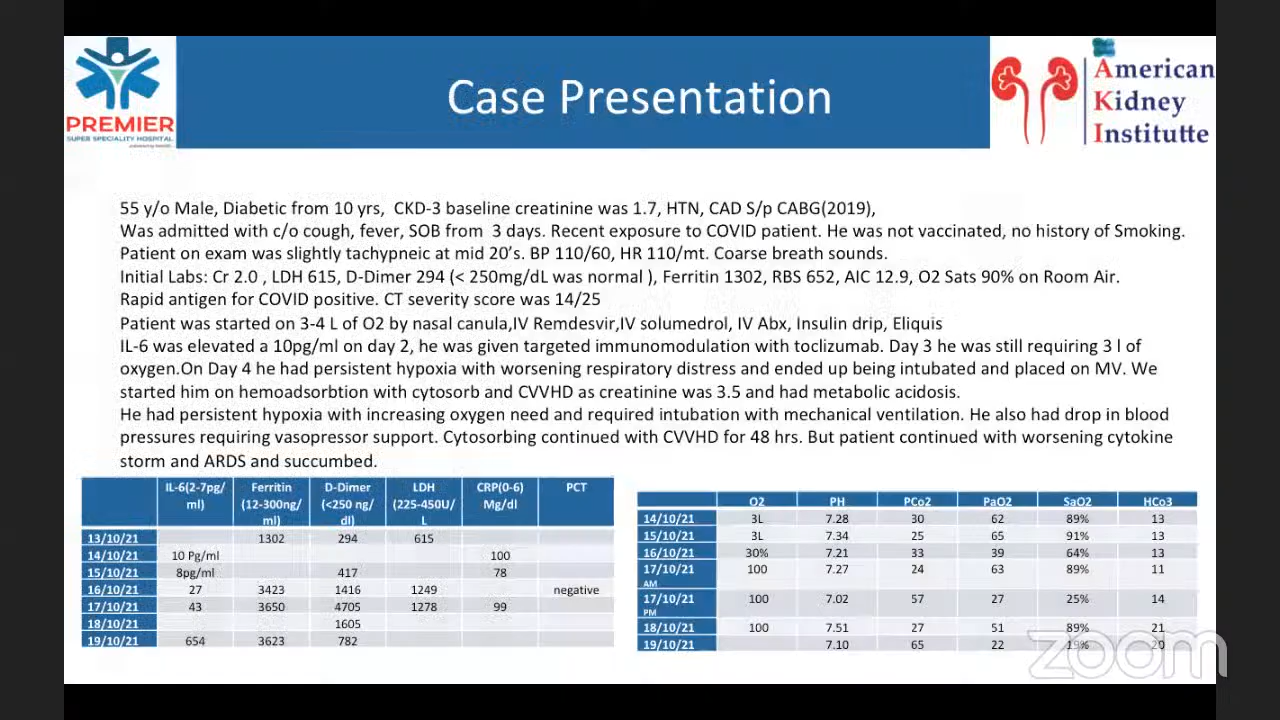 Case Presentation
PREMIER
SUPER SPECIALITY HOSPITAL
American
Kidney
Institutte
55 y/o Male, Diabetic from 10 yrs, CKD-3 baseline creatinine was 1.7, HTN, CAD S/p CABG(2019),
Was admitted with c/o cough, fever, SOB from 3 days. Recent exposure to COVID patient. He was not vaccinated, no history of Smoking.
Patient on exam was slightly tachypneic at mid 20's. BP 110/60, HR 110/mt. Coarse breath sounds.
Initial Labs: Cr 2.0 , LDH 615, D-Dimer 294 (< 250mg/dL was normal ), Ferritin 1302, RBS 652, AIC 12.9, O2 Sats 90% on Room Air.
Rapid antigen for COVID positive. CT severity score was 14/25
Patient was started on 3-4 L of O2 by nasal canula,IV Remdesvir,IV solumedrol, IV Abx, Insulin drip, Eliquis
IL-6 was elevated a 10pg/ml on day 2, he was given targeted immunomodulation with toclizumab. Day 3 he was still requiring 3 l of
oxygen.On Day 4 he had persistent hypoxia with worsening respiratory distress and ended up being intubated and placed on MV. We
started him on hemoadsorbtion with cytosorb and CVVHD as creatinine was 3.5 and had metabolic acidosis.
He had persistent hypoxia with increasing oxygen need and required intubation with mechanical ventilation. He also had drop in blood
pressures requiring vasopressor support. Cytosorbing continued with CVVHD for 48 hrs. But patient continued with worsening cytokine
storm and ARDS and succumbed.
IL-6(2-7pg/ml) Ferritin (12-300ng/ml) D-Dimer (<250 ng/dl) LDH (225-450U/L CRP(0-6) Mg/dl PCT
13/10/21 1302 294 615
14/10/21 10 Pg/ml 100
15/10/21 8pg/ml 417 78
16/10/21 27 3423 1416 1249 negative
17/10/21 43 3650 4705 1278 99
18/10/21 1605
19/10/21 654 3623 782
O2 PH PCo2 PaO2 SaO2 HCo3
14/10/21 3L 7.28 30 62 89% 13
15/10/21 3L 7.34 25 65 91% 13
16/10/21 30% 7.21 33 39 64% 13
17/10/21 AM 100 7.27 24 63 89% 11
17/10/21 PM 100 7.02 57 27 25% 14
18/10/21 100 7.51 27 51 89% 21
19/10/21 7.10 65 22 19% 20
zoom